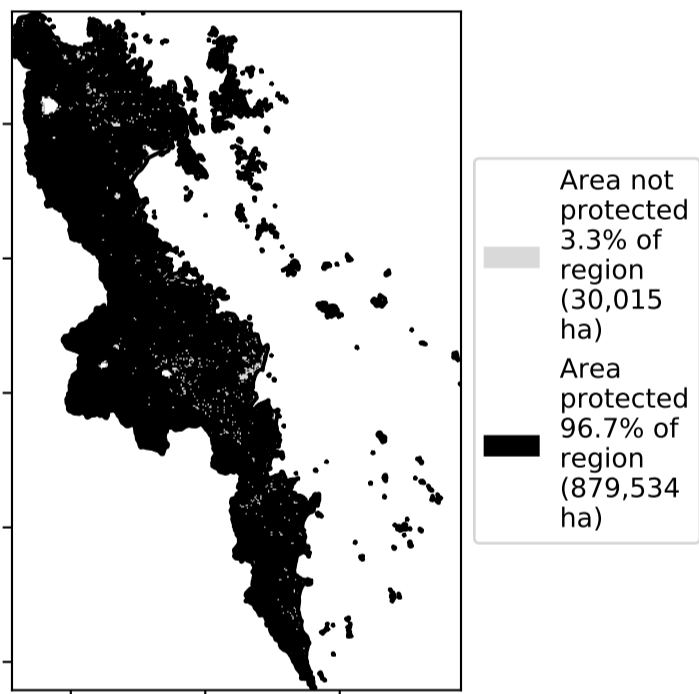 Area not
protected
3.3% of
region
(30,015
ha)
Area
protected
96.7% of
region
(879,534
ha)